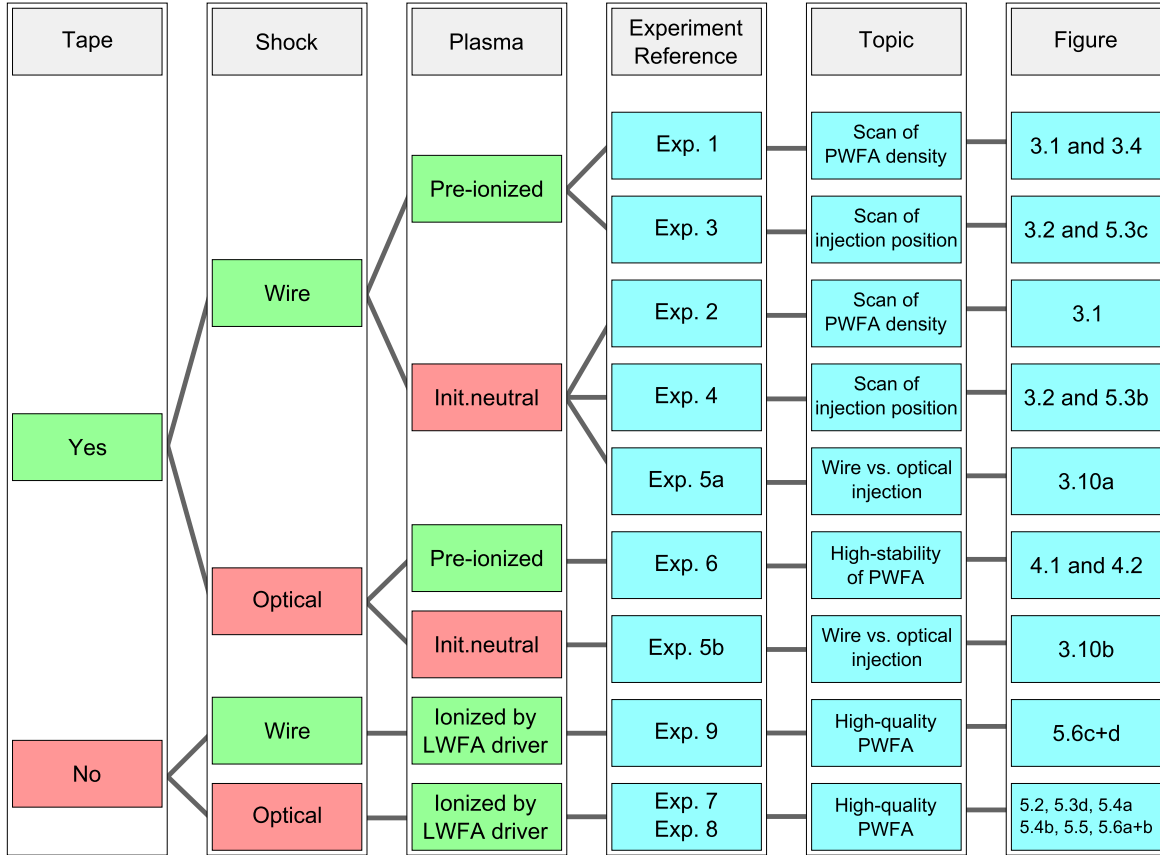 Tape
Shock
Plasma
Experiment
Reference
Topic
Figure
Yes
No
Wire
Optical
Wire
Optical
Pre-ionized
Init.neutral
Pre-ionized
Init.neutral
Ionized by
LWFA driver
Ionized by
LWFA driver
Exp. 1
Scan of
PWFA density
3.1 and 3.4
Exp. 3
Scan of
injection position
3.2 and 5.3c
Exp. 2
Scan of
PWFA density
3.1
Exp. 4
Scan of
injection position
3.2 and 5.3b
Exp. 5a
Wire vs. optical
injection
3.10a
Exp. 6
High-stability
of PWFA
4.1 and 4.2
Exp. 5b
Wire vs. optical
injection
3.10b
Exp. 9
High-quality
PWFA
5.6c+d
Exp. 7
Exp. 8
High-quality
PWFA
5.2, 5.3d, 5.4a
5.4b, 5.5, 5.6a+b